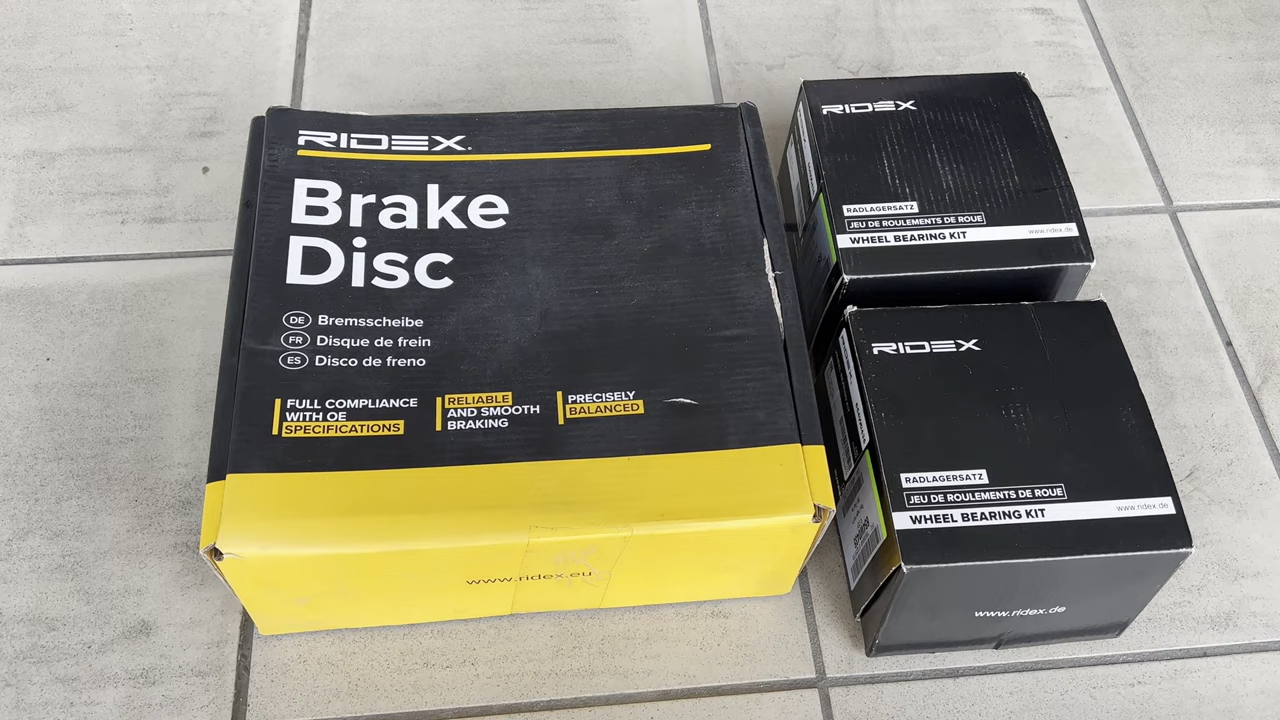 RIDEX.
Brake
Disc
DE Bremsscheibe
FR Disque de frein
ES Disco de freno
FULL COMPLIANCE
WITH OE
SPECIFICATIONS
RELIABLE
AND SMOOTH
BRAKING
PRECISELY
BALANCED
www.ridex.eu
RIDEX
RADLAGERSATZ
JEU DE ROULEMENTS DE ROUE
WHEEL BEARING KIT
www.ridex.de
RIDEX
RADLAGERSATZ
JEU DE ROULEMENTS DE ROUE
WHEEL BEARING KIT
www.ridex.de
www.ridex.de
RIDEX